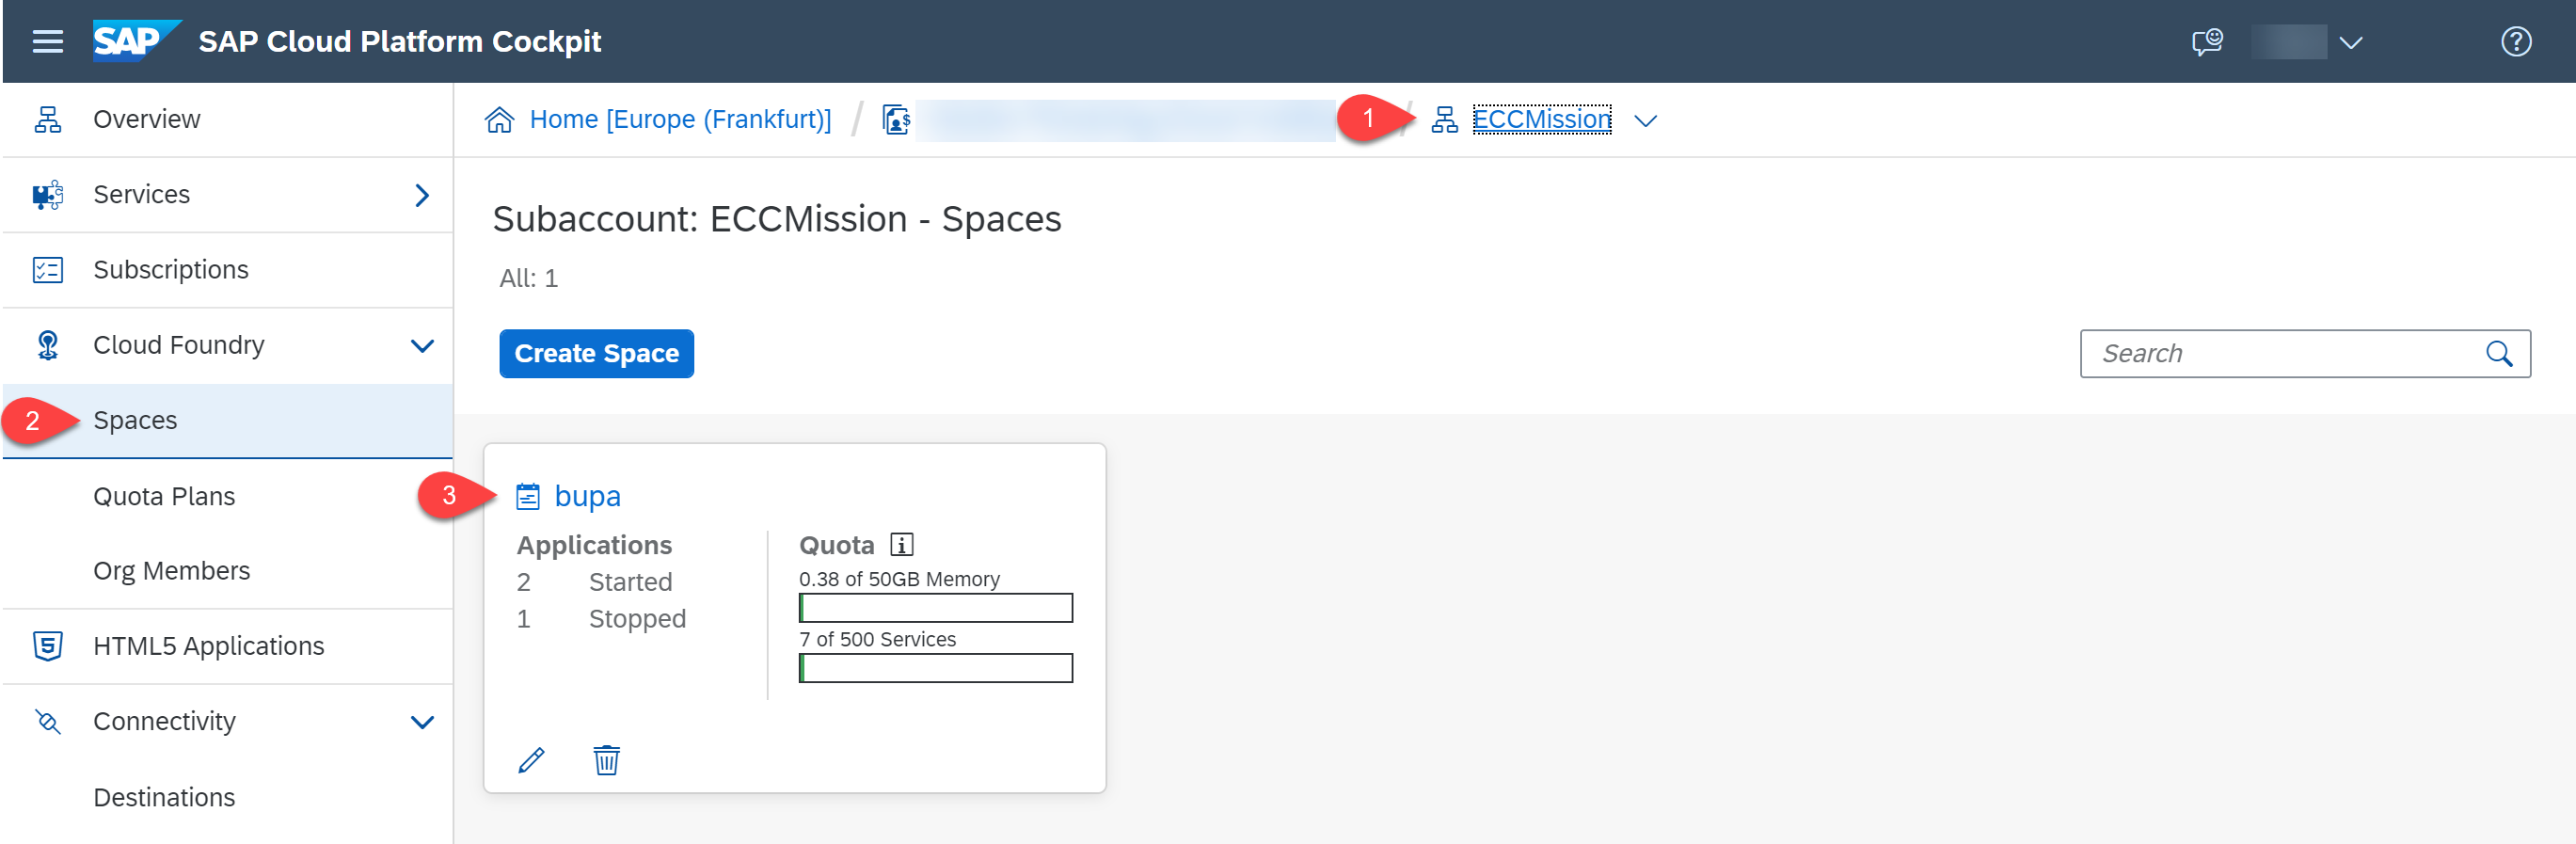 SAP SAP Cloud Platform Cockpit
Overview
Services
Subscriptions
Cloud Foundry
2 Spaces
Quota Plans
Org Members
HTML5 Applications
Connectivity
Destinations
Home [Europe (Frankfurt)] / / 1 ECCMission
Subaccount: ECCMission - Spaces
All: 1
Create Space
Search
3 bupa
Applications
2 Started
1 Stopped
Quota
0.38 of 50GB Memory
7 of 500 Services